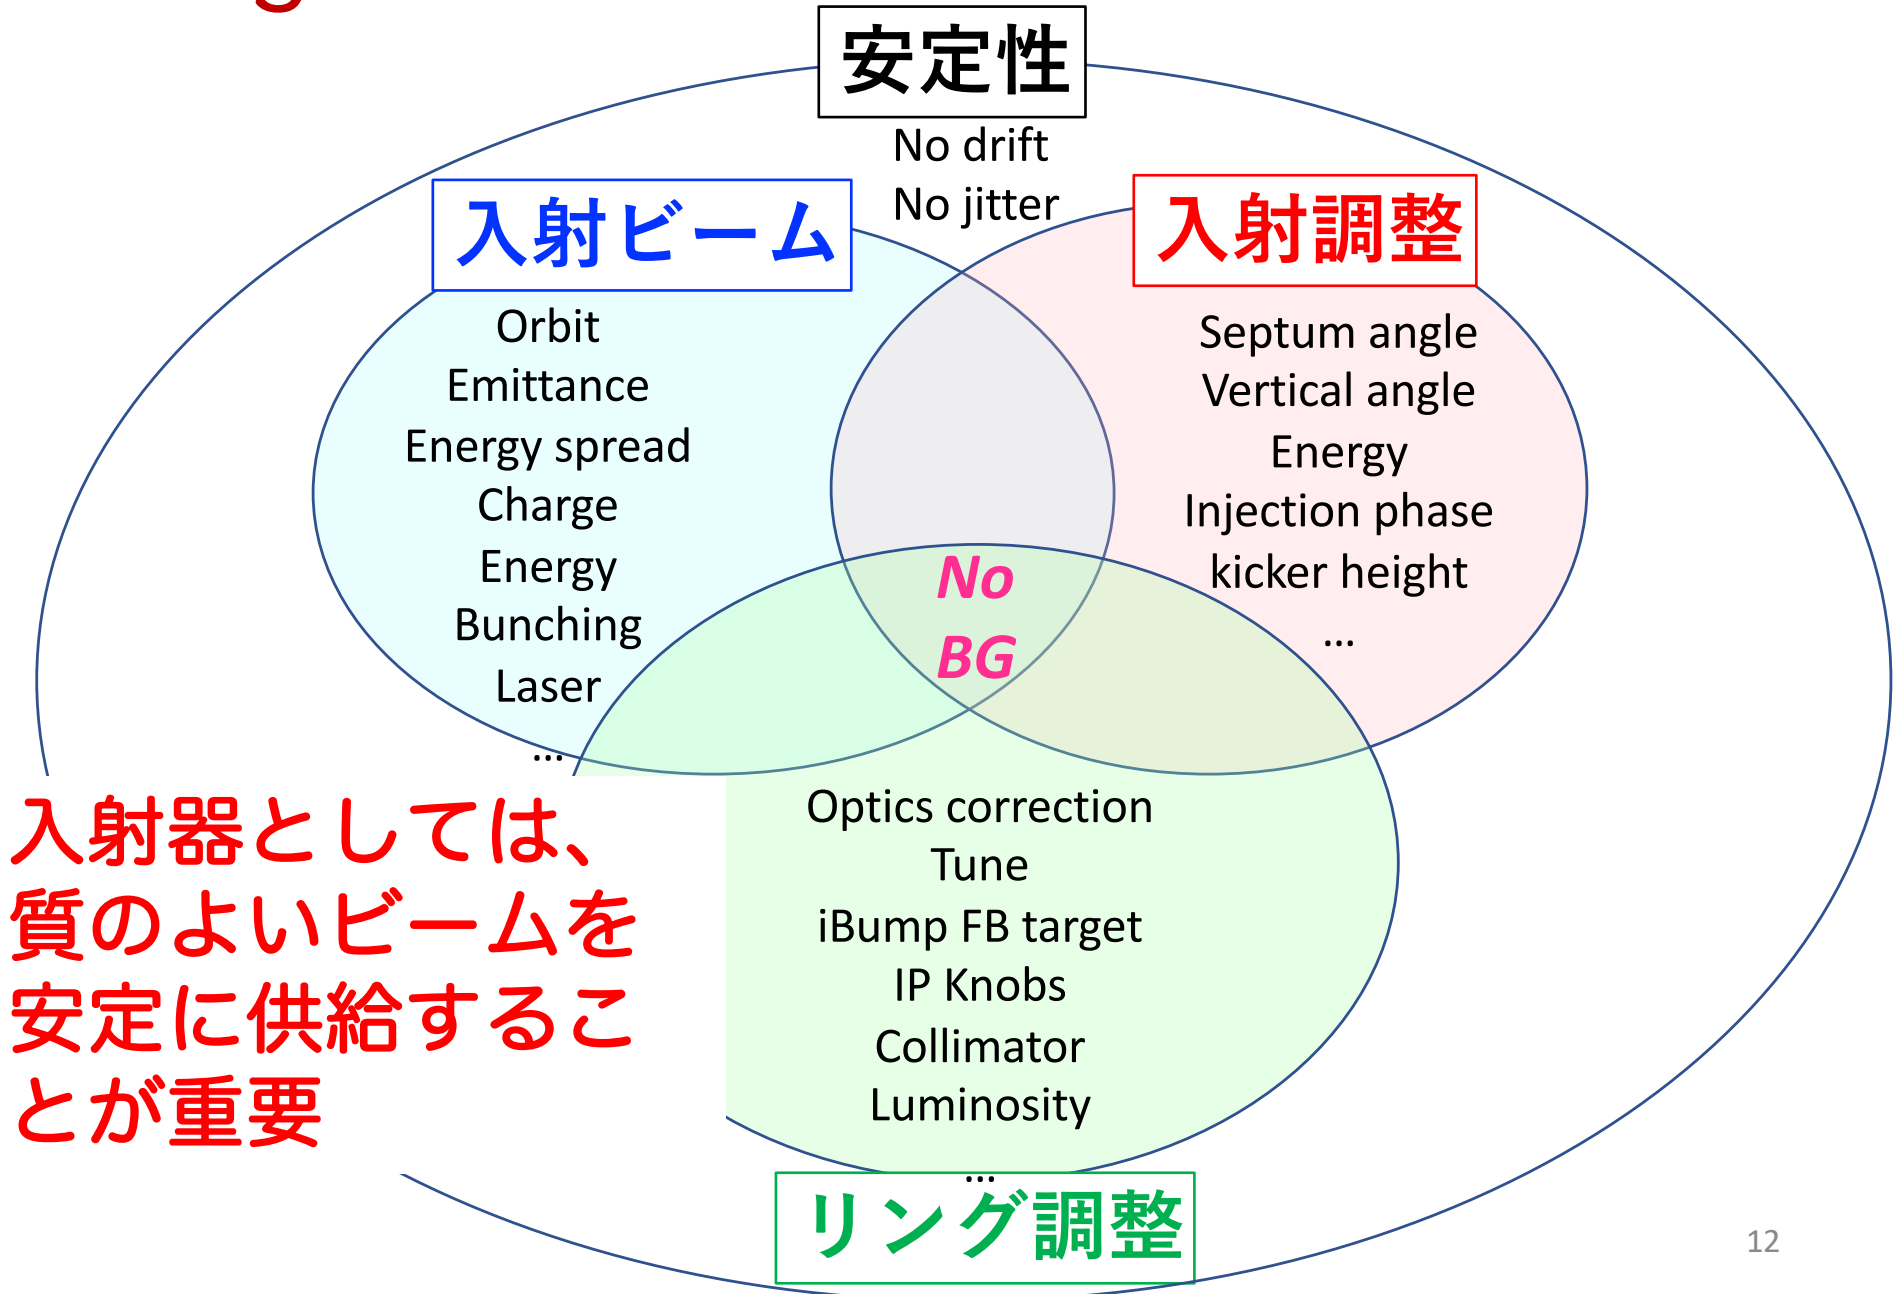 安定性
No drift
No jitter
入射ビーム
Orbit
Emittance
Energy spread
Charge
Energy
Bunching
Laser
...
入射調整
Septum angle
Vertical angle
Energy
Injection phase
kicker height
...
No
BG
Optics correction
Tune
iBump FB target
IP Knobs
Collimator
Luminosity
...
リング調整
入射器としては、
質のよいビームを
安定に供給するこ
とが重要
12